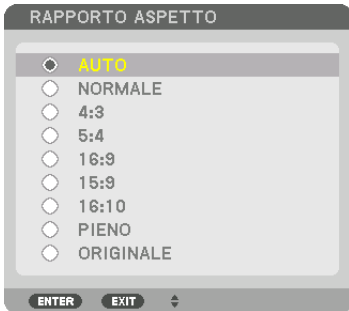 RAPPORTO ASPETTO
AUTO
NORMALE
4:3
5:4
16:9
15:9
16:10
PIENO
ORIGINALE
ENTER EXIT